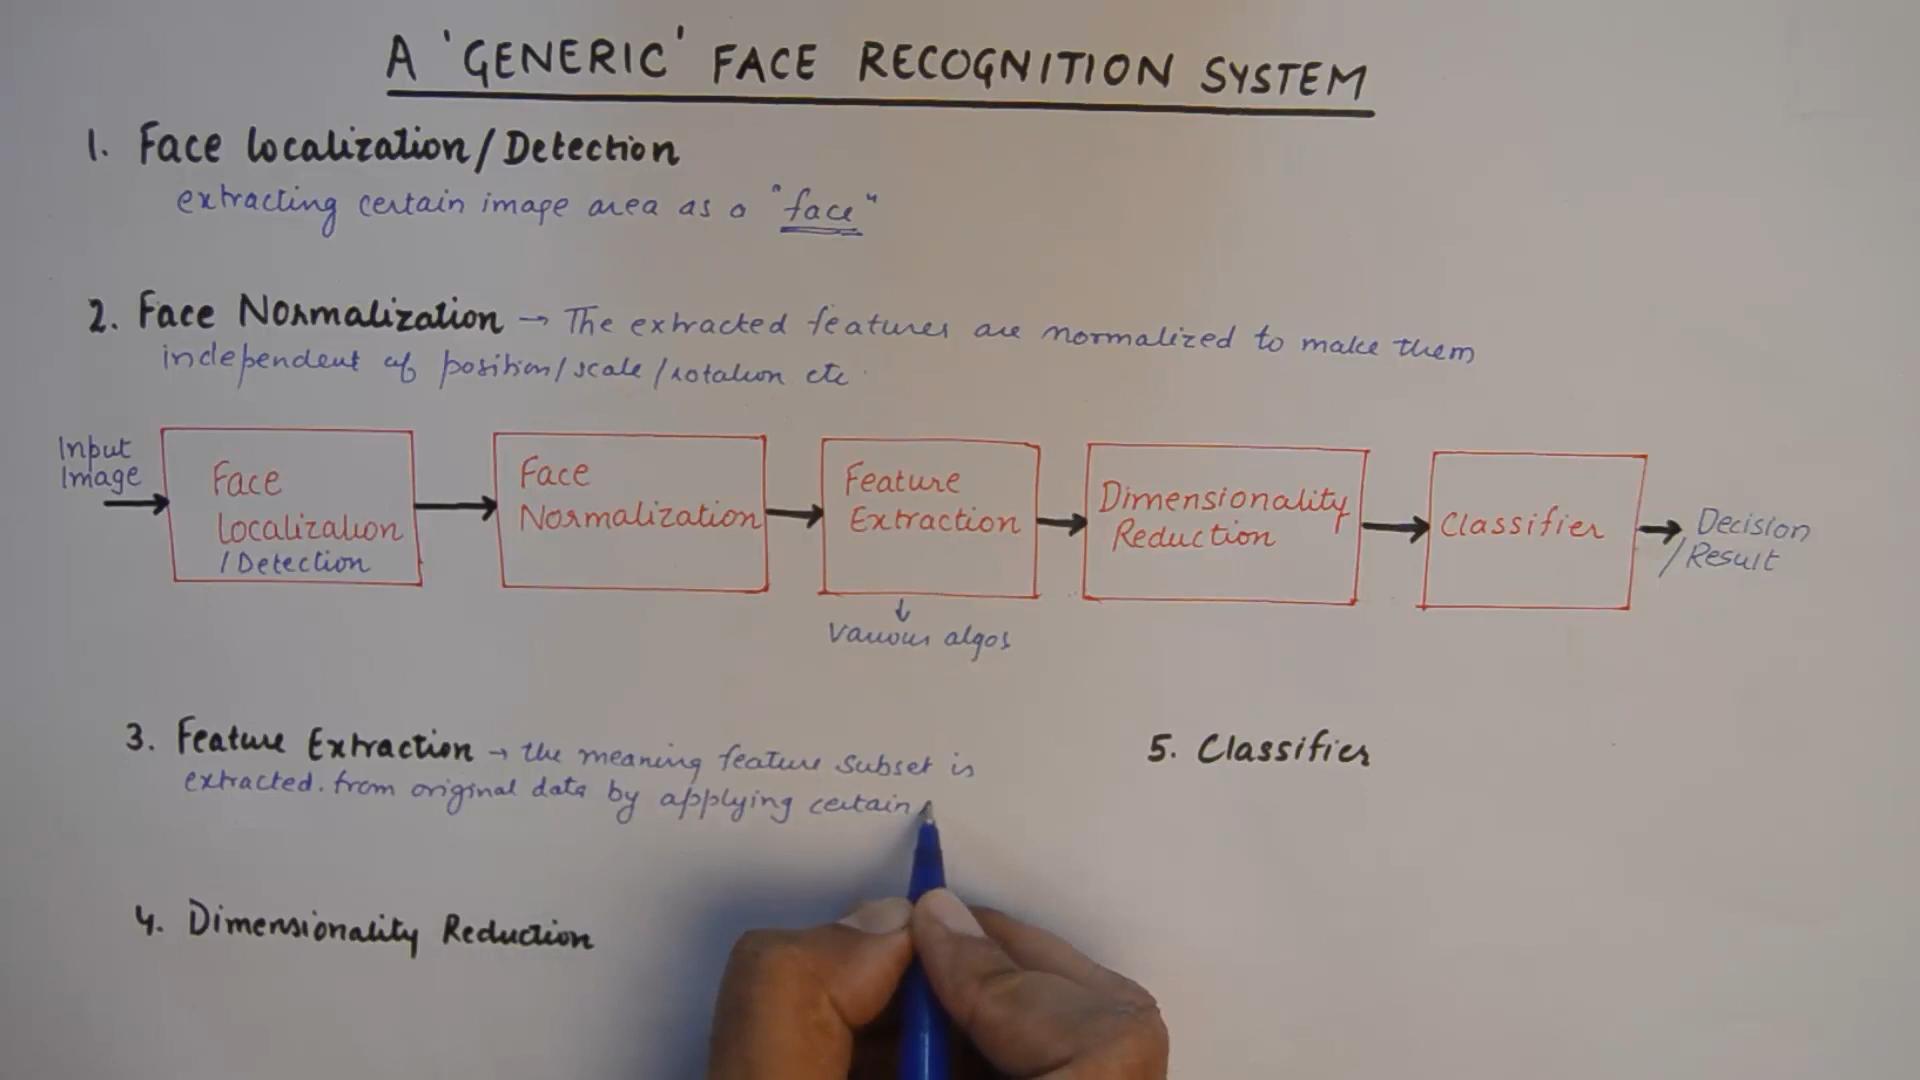 A 'GENERIC' FACE RECOGNITION SYSTEM
1. Face Localization/Detection
extracting certain image area as a "face"
2. Face Normalization → The extracted features are normalized to make them
independent of position/scale/rotation etc
Input
Image
Face
Localization
/Detection
Face
Normalization
Feature
Extraction
Dimensionality
Reduction
Classifier
Decision
/Result
↓
Various algos
3. Feature Extraction → the meaning feature subset is
extracted. from original data by applying certain
4. Dimensionality Reduction
5. Classifier